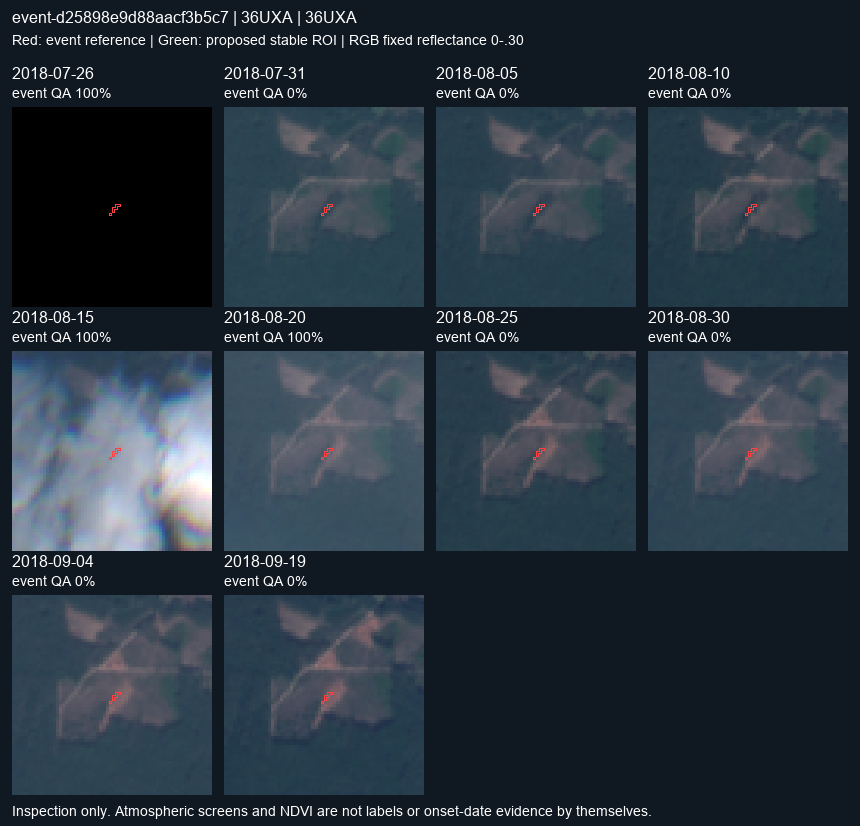 event-d25898e9d88aacf3b5c7 | 36UXA | 36UXA
Red: event reference | Green: proposed stable ROI | RGB fixed reflectance 0-.30
2018-07-26
event QA 100%
2018-07-31
event QA 0%
2018-08-05
event QA 0%
2018-08-10
event QA 0%
2018-08-15
event QA 100%
2018-08-20
event QA 100%
2018-08-25
event QA 0%
2018-08-30
event QA 0%
2018-09-04
event QA 0%
2018-09-19
event QA 0%
Inspection only. Atmospheric screens and NDVI are not labels or onset-date evidence by themselves.